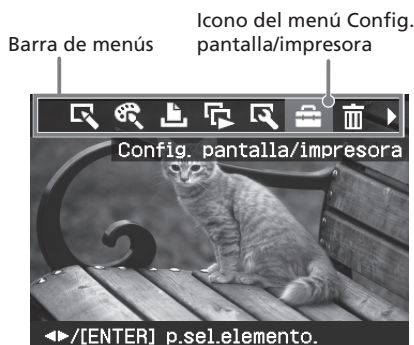 Icono del menú Config.
pantalla/impresora
Barra de menús
Config. pantalla/impresora
◄►/[ENTER] p.sel.elemento.